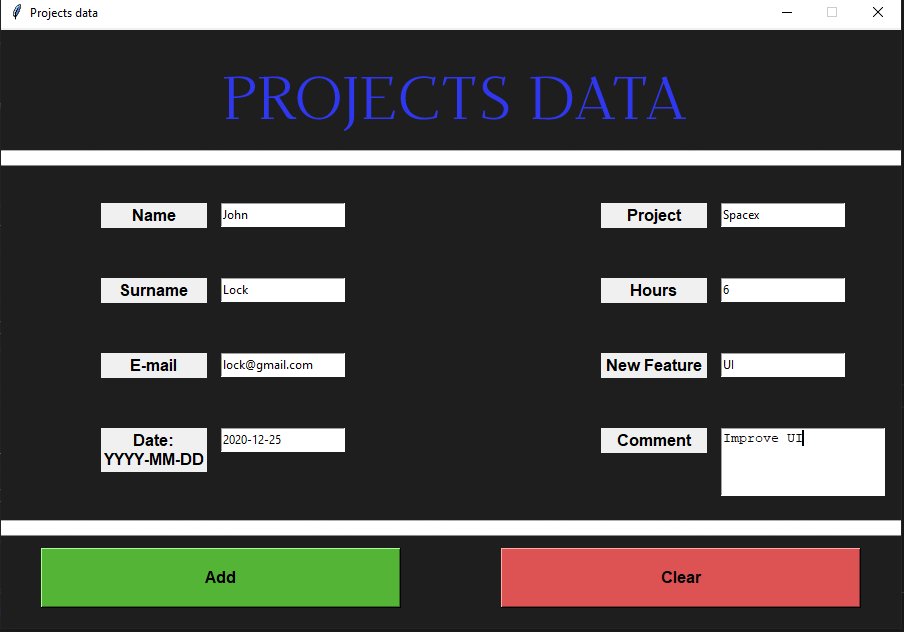 Projects data
PROJECTS DATA
Name
John
Project
Spacex
Surname
Lock
Hours
6
E-mail
lock@gmail.com
New Feature
UI
Date:
YYYY-MM-DD
2020-12-25
Comment
Improve UI
Add
Clear